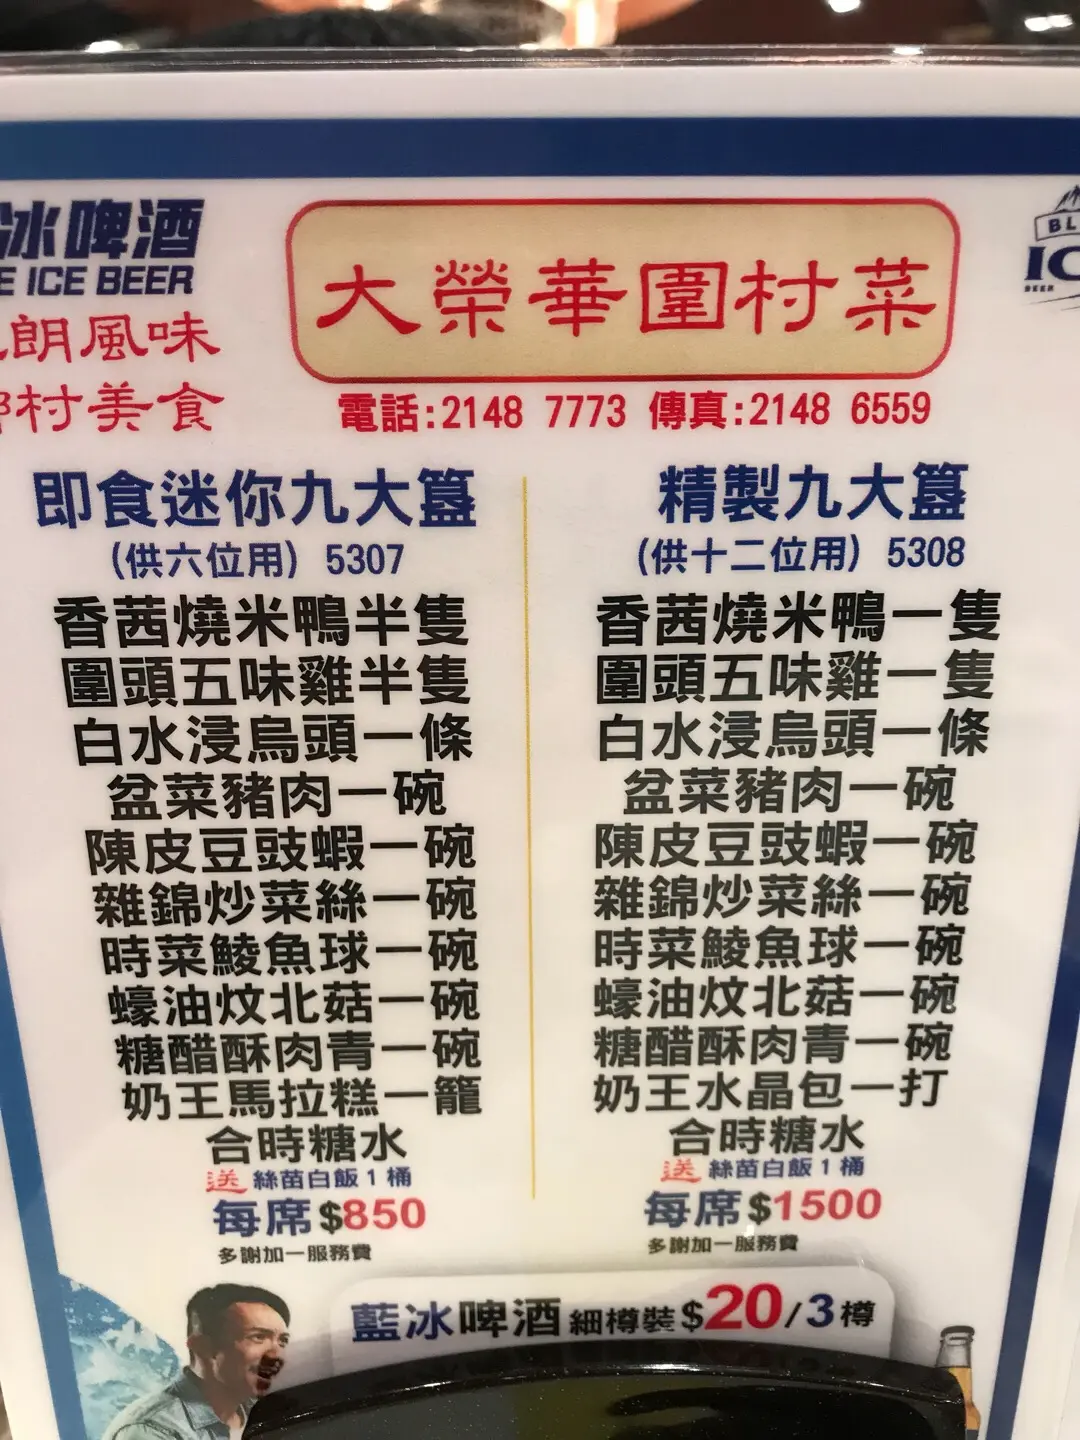 冰啤酒
E ICE BEER
朗風味
村美食
大榮華圍村菜
電話:2148 7773 傳真:2148 6559
BL
IC
BEER
即食迷你九大簋
(供六位用) 5307
香茜燒米鴨半隻
圍頭五味雞半隻
白水浸烏頭一條
盆菜豬肉一碗
陳皮豆豉蝦一碗
雜錦炒菜絲一碗
時菜鯪魚球一碗
蠔油炆北菇一碗
糖醋酥肉青一碗
奶王馬拉糕一籠
合時糖水
送 絲苗白飯1桶
每席$850
多謝加一服務費
精製九大簋
(供十二位用) 5308
香茜燒米鴨一隻
圍頭五味雞一隻
白水浸烏頭一條
盆菜豬肉一碗
陳皮豆豉蝦一碗
雜錦炒菜絲一碗
時菜鯪魚球一碗
蠔油炆北菇一碗
糖醋酥肉青一碗
奶王水晶包一打
合時糖水
送 絲苗白飯1桶
每席$1500
多謝加一服務費
藍冰啤酒 細樽裝$20/3樽